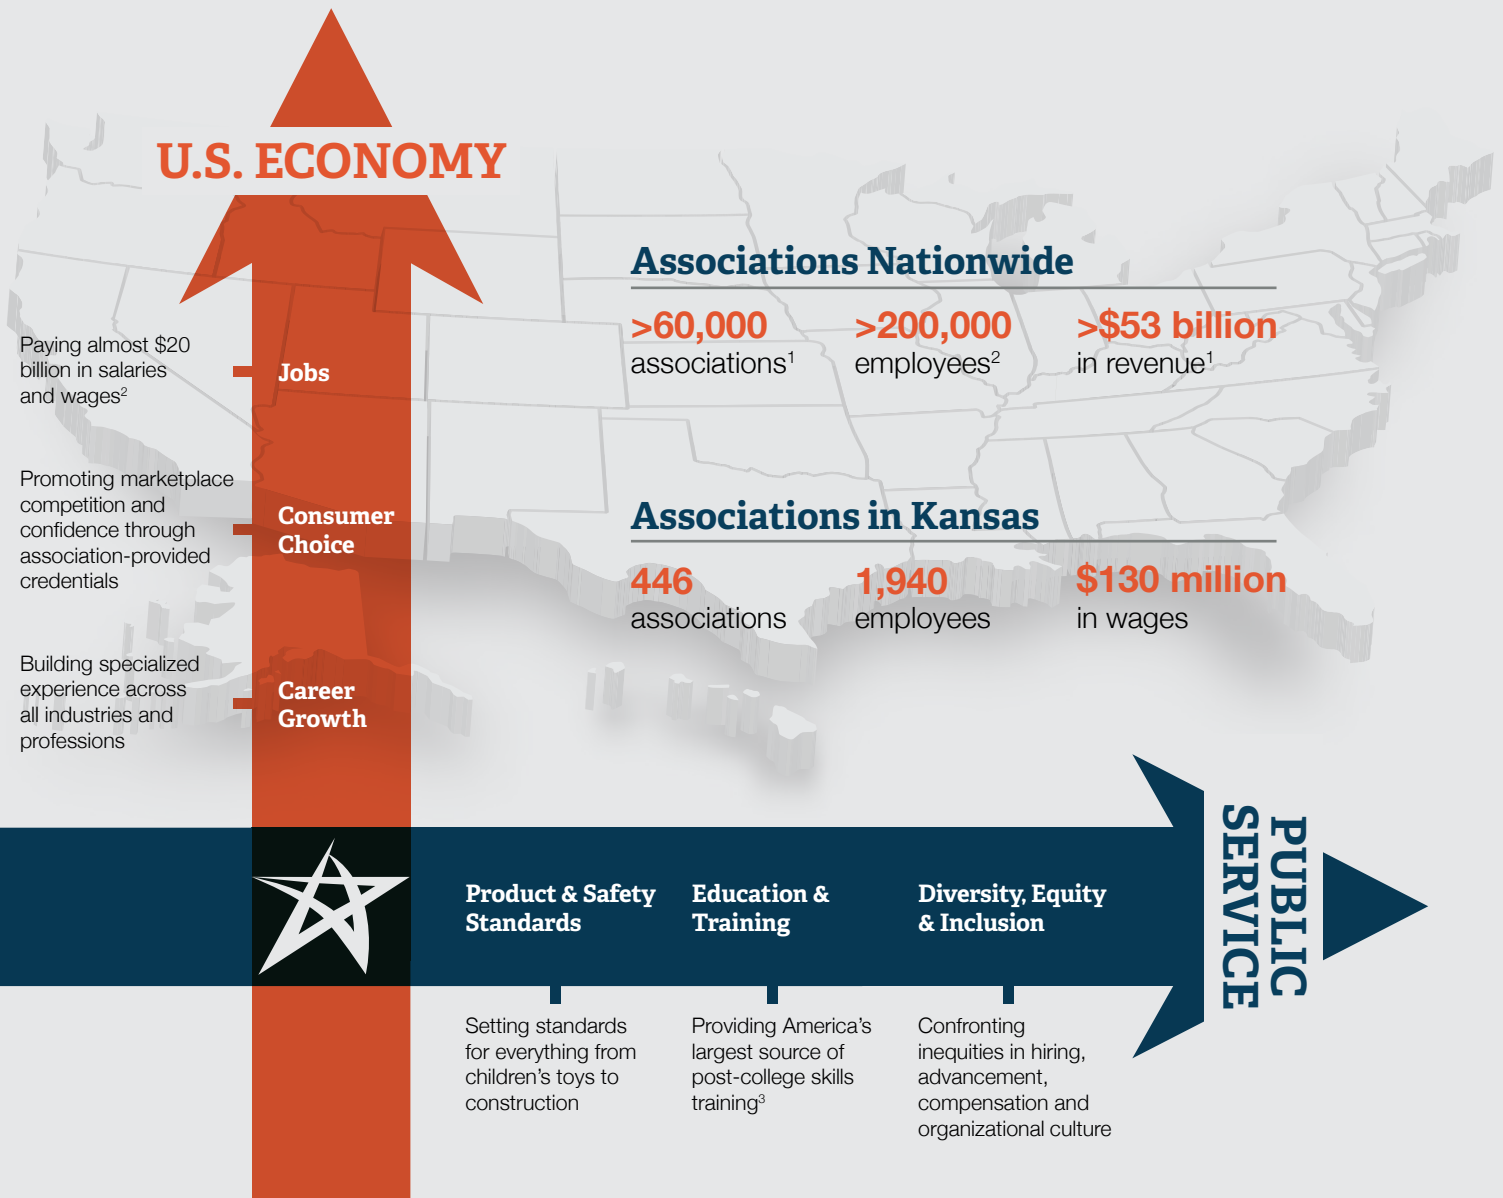 U.S. ECONOMY
Paying almost $20
billion in salaries
and wages²
Jobs
Promoting marketplace
competition and
confidence through
association-provided
credentials
Consumer
Choice
Building specialized
experience across
all industries and
professions
Career
Growth
Associations Nationwide
>60,000
associations¹
>200,000
employees²
>$53 billion
in revenue¹
Associations in Kansas
446
associations
1,940
employees
$130 million
in wages
Product & Safety
Standards
Setting standards
for everything from
children’s toys to
construction
Education &
Training
Providing America’s
largest source of
post-college skills
training³
Diversity, Equity
& Inclusion
Confronting
inequities in hiring,
advancement,
compensation and
organizational culture
PUBLIC
SERVICE